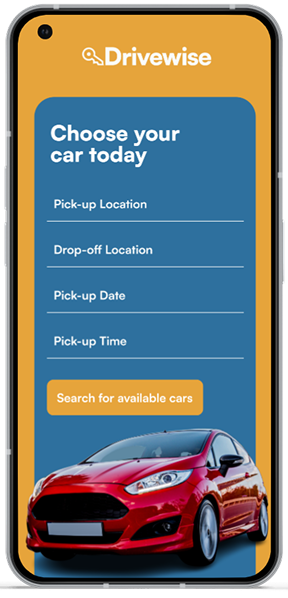 Drivewise
Choose your
car today
Pick-up Location
Drop-off Location
Pick-up Date
Pick-up Time
Search for available cars